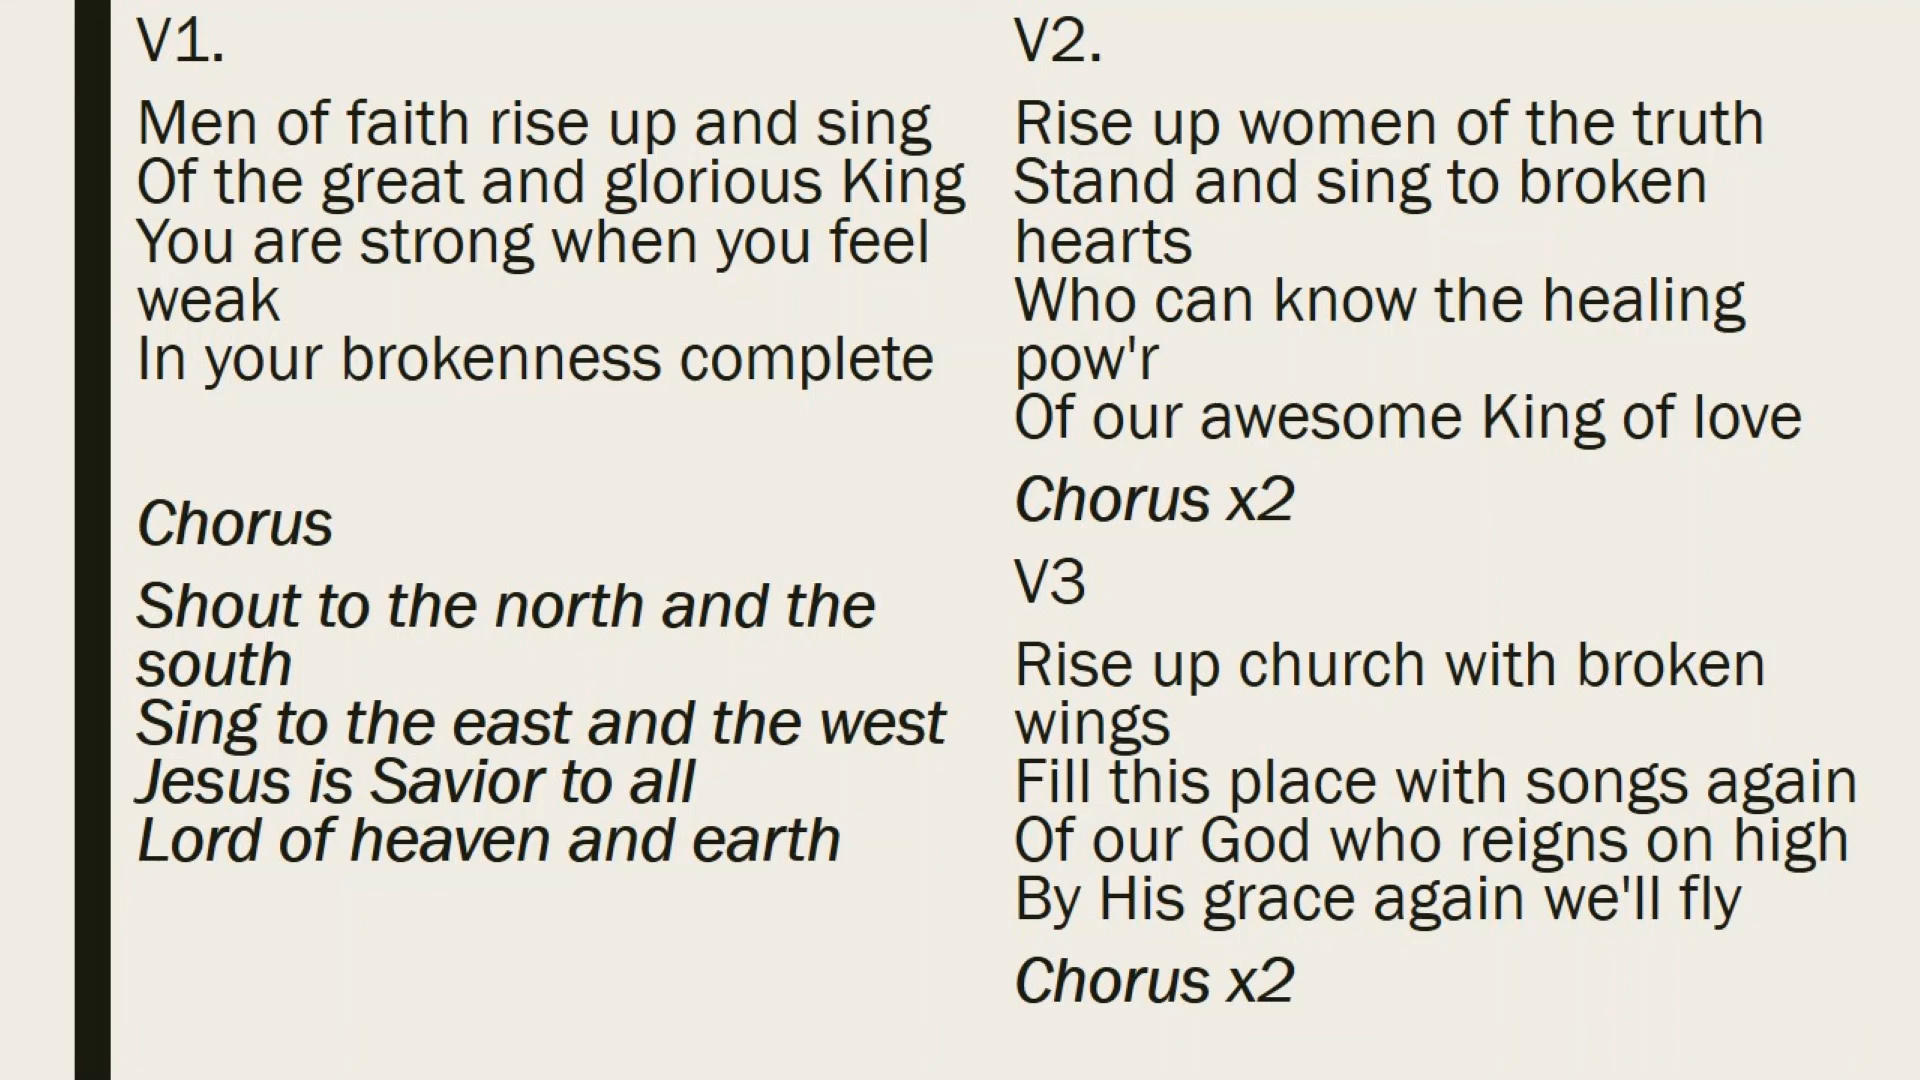 V1.
Men of faith rise up and sing
Of the great and glorious King
You are strong when you feel
weak
In your brokenness complete
Chorus
Shout to the north and the
south
Sing to the east and the west
Jesus is Savior to all
Lord of heaven and earth
V2.
Rise up women of the truth
Stand and sing to broken
hearts
Who can know the healing
pow'r
Of our awesome King of love
Chorus x2
V3
Rise up church with broken
wings
Fill this place with songs again
Of our God who reigns on high
By His grace again we'll fly
Chorus x2